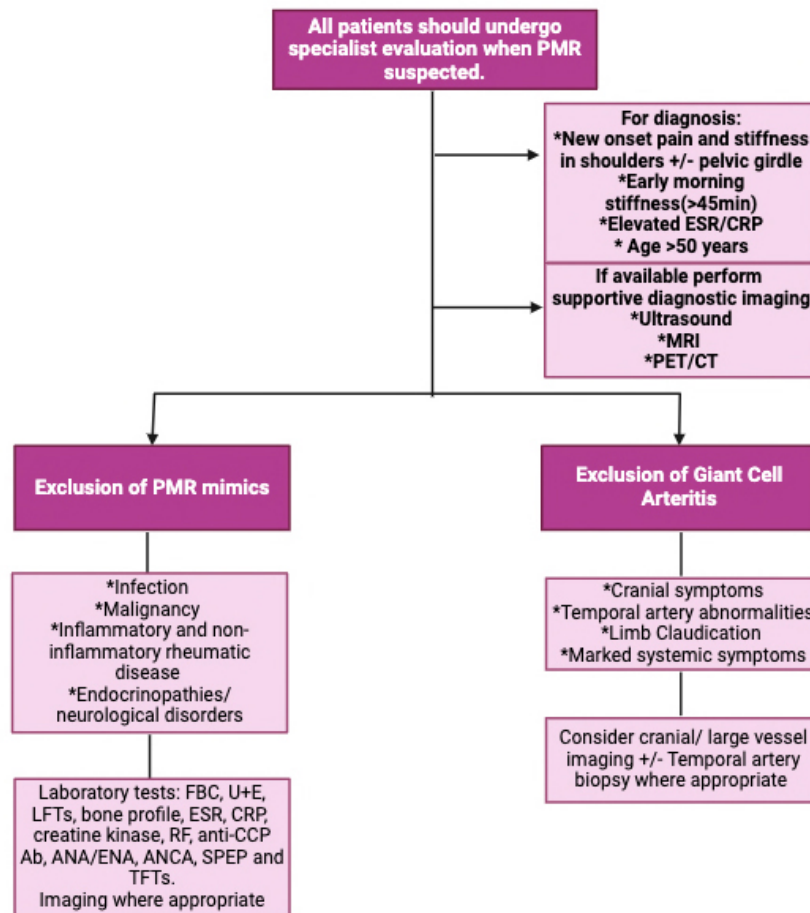 All patients should undergo
specialist evaluation when PMR
suspected.
For diagnosis:
*New onset pain and stiffness
in shoulders +/- pelvic girdle
*Early morning
stiffness(>45min)
*Elevated ESR/CRP
* Age >50 years
If available perform
supportive diagnostic imaging
*Ultrasound
*MRI
*PET/CT
Exclusion of PMR mimics
*Infection
*Malignancy
*Inflammatory and non-
inflammatory rheumatic
disease
*Endocrinopathies/
neurological disorders
Laboratory tests: FBC, U+E,
LFTs, bone profile, ESR, CRP,
creatine kinase, RF, anti-CCP
Ab, ANA/ENA, ANCA, SPEP and
TFTs.
Imaging where appropriate
Exclusion of Giant Cell
Arteritis
*Cranial symptoms
*Temporal artery abnormalities
*Limb Claudication
*Marked systemic symptoms
Consider cranial/ large vessel
imaging +/- Temporal artery
biopsy where appropriate